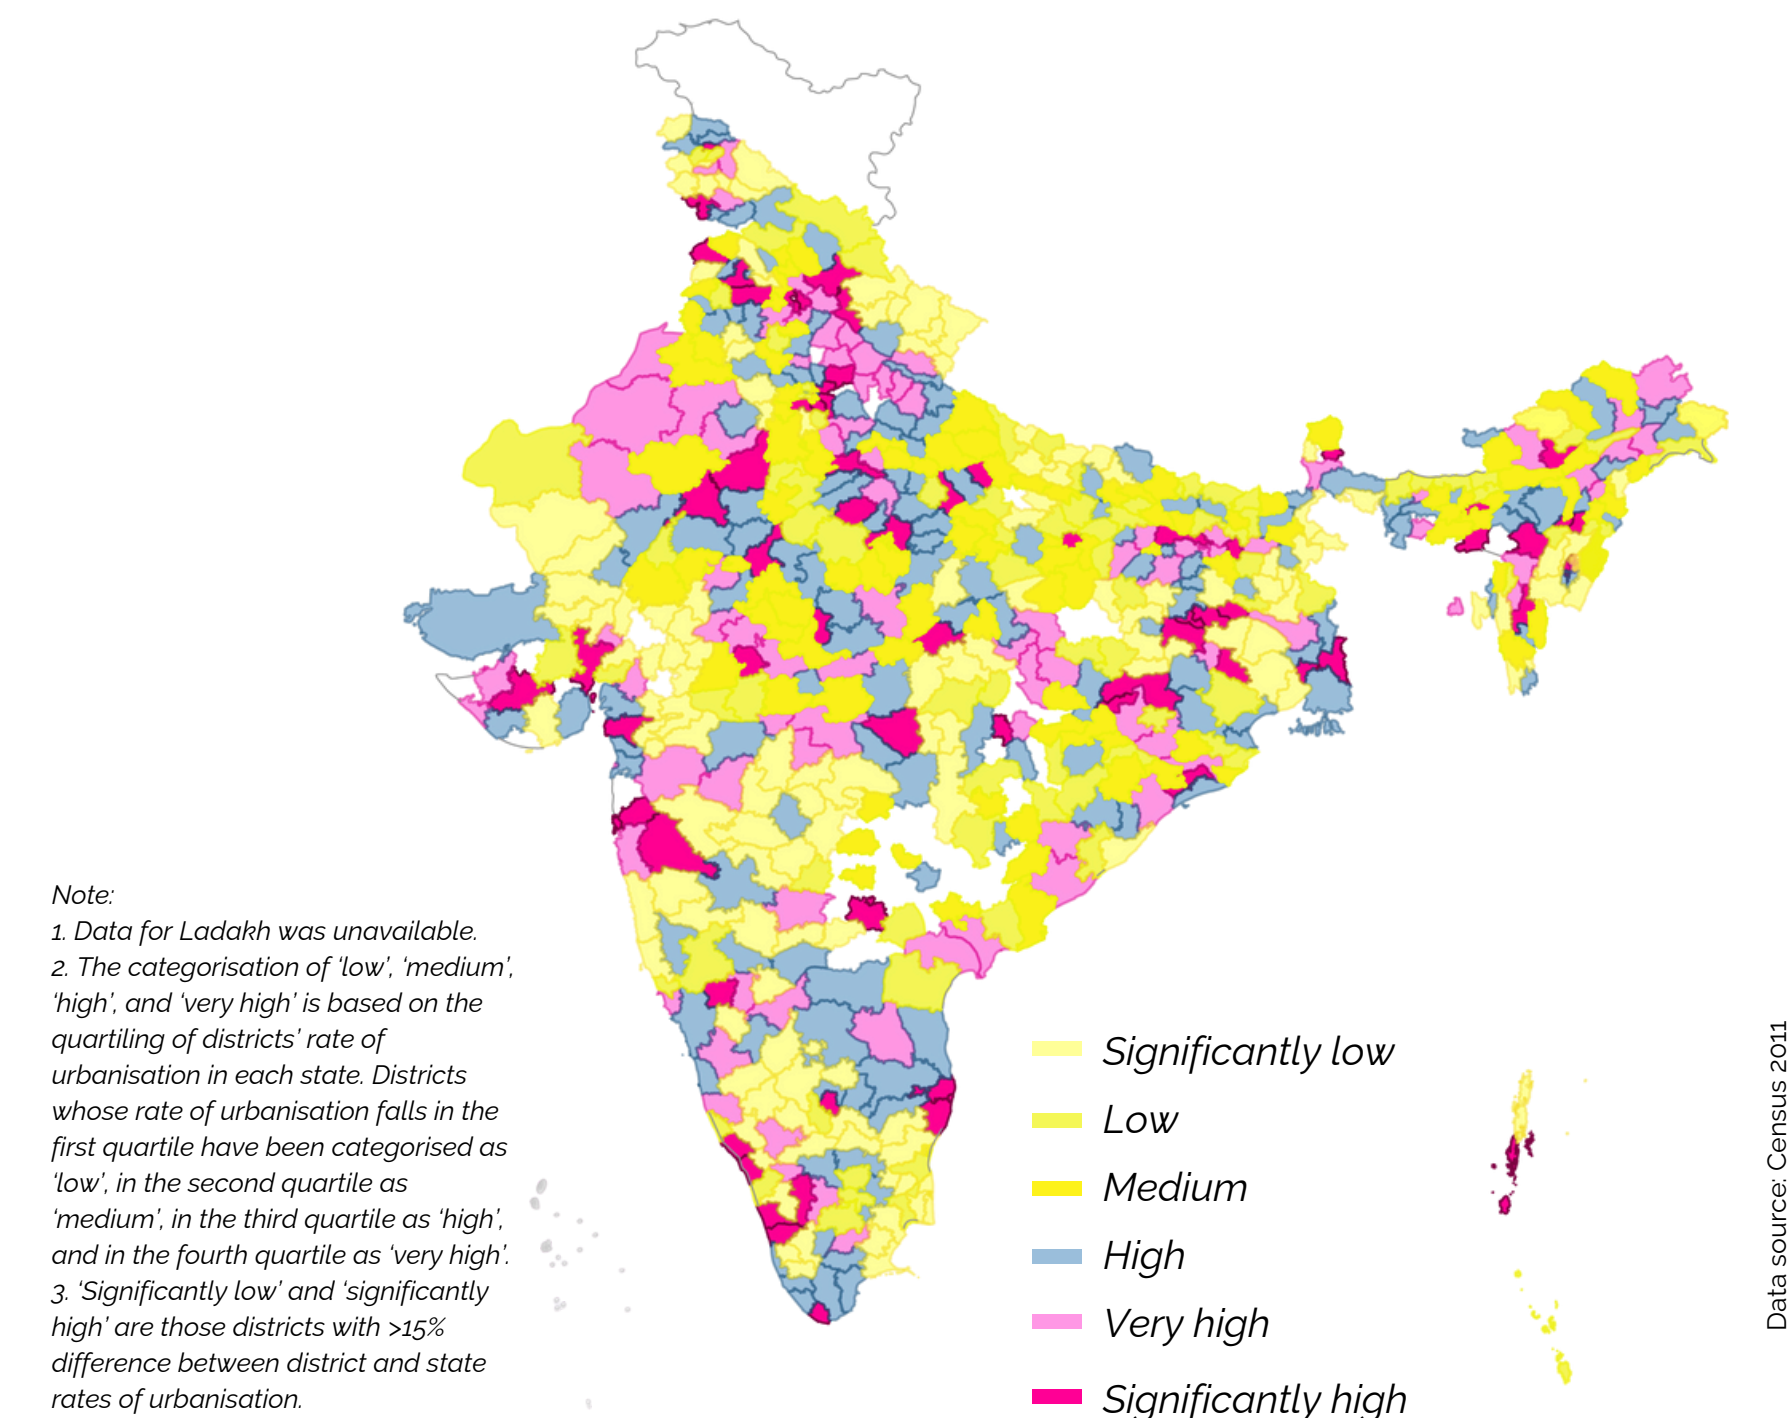 Note:
1. Data for Ladakh was unavailable.
2. The categorisation of ‘low’, ‘medium’,
‘high’, and ‘very high’ is based on the
quartiling of districts’ rate of
urbanisation in each state. Districts
whose rate of urbanisation falls in the
first quartile have been categorised as
‘low’, in the second quartile as
‘medium’, in the third quartile as ‘high’,
and in the fourth quartile as ‘very high’.
3. ‘Significantly low’ and ‘significantly
high’ are those districts with >15%
difference between district and state
rates of urbanisation.
Significantly low
Low
Medium
High
Very high
Significantly high
Data source: Census 2011